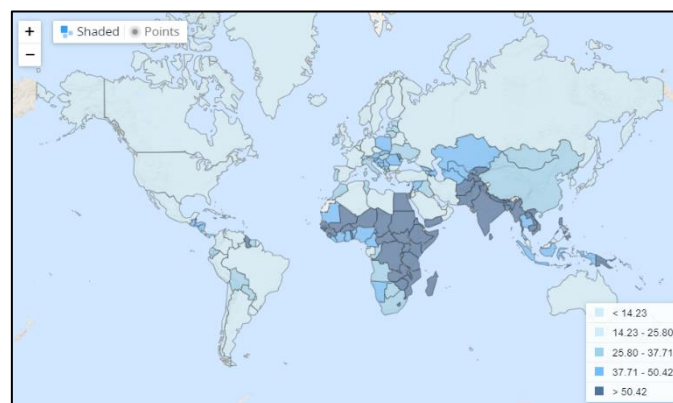 +
−
Shaded
Points
< 14.23
14.23 - 25.80
25.80 - 37.71
37.71 - 50.42
> 50.42